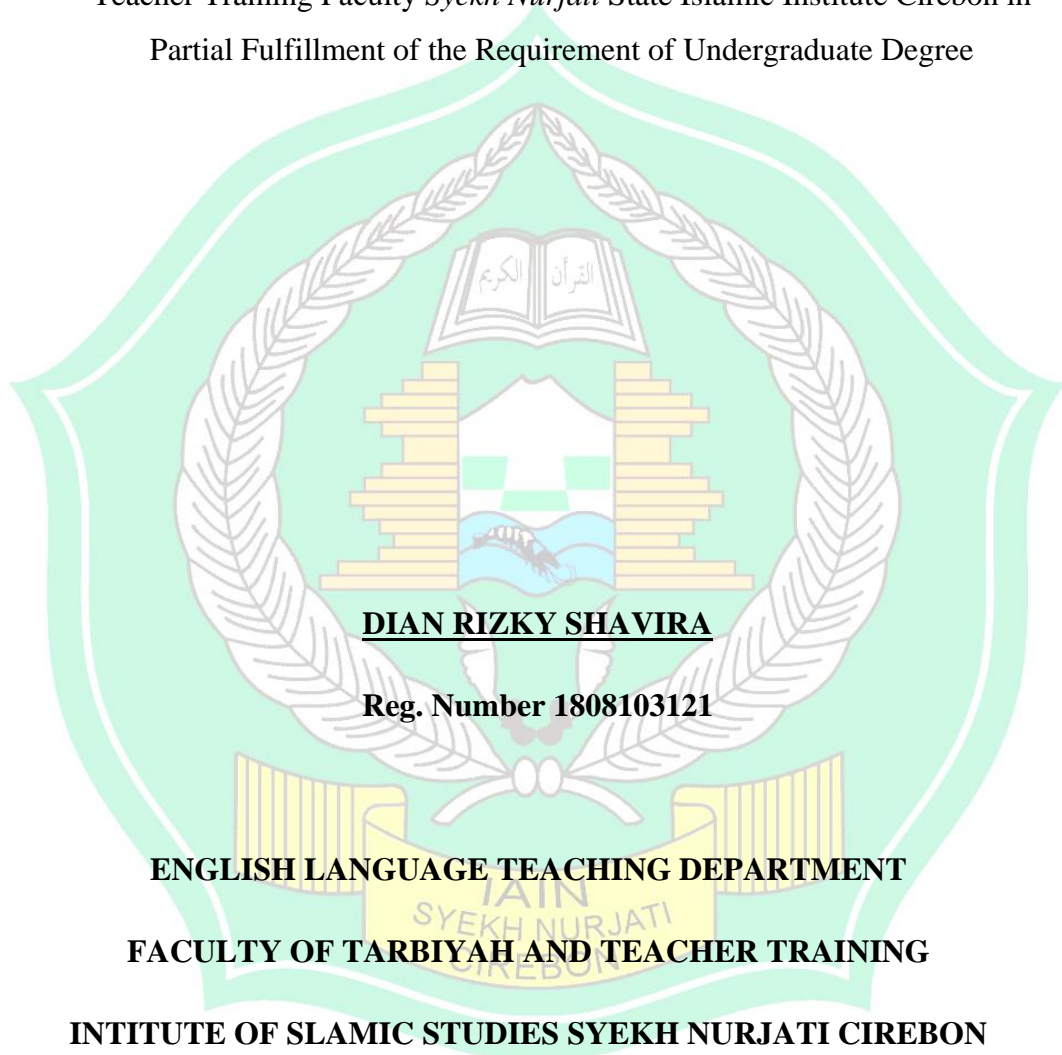 Teacher Training Faculty Syekh Nurjati State Islamic Institute Cirebon in
Partial Fulfillment of the Requirement of Undergraduate Degree
القرآن الكريم
DIAN RIZKY SHAVIRA
Reg. Number 1808103121
ENGLISH LANGUAGE TEACHING DEPARTMENT
IAIN
SYEKH NURJATI
FACULTY OF TARBIYAH AND TEACHER TRAINING
CIREBON
INTITUTE OF SLAMIC STUDIES SYEKH NURJATI CIREBON